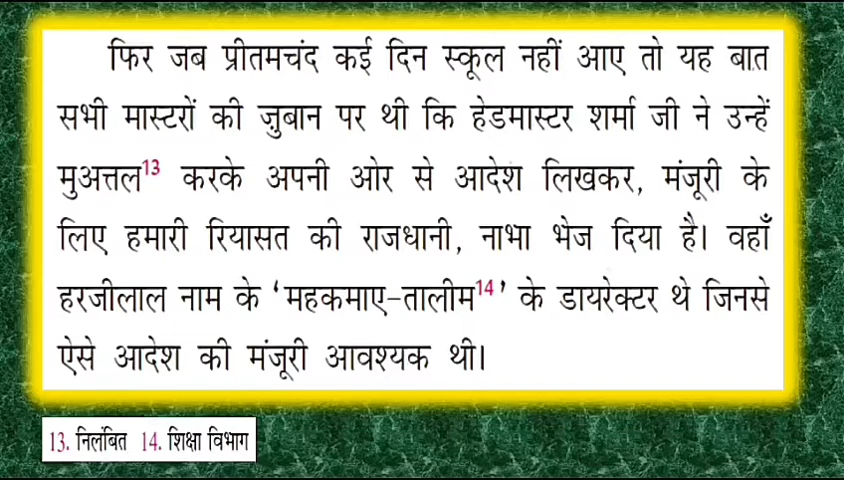 फिर जब प्रीतमचंद कई दिन स्कूल नहीं आए तो यह बात
सभी मास्टरों की ज़ुबान पर थी कि हेडमास्टर शर्मा जी ने उन्हें
मुअत्तल13 करके अपनी ओर से आदेश लिखकर, मंजूरी के
लिए हमारी रियासत की राजधानी, नाभा भेज दिया है। वहाँ
हरजीलाल नाम के ‘महकमाए-तालीम14’ के डायरेक्टर थे जिनसे
ऐसे आदेश की मंजूरी आवश्यक थी।
13. निलंबित 14. शिक्षा विभाग